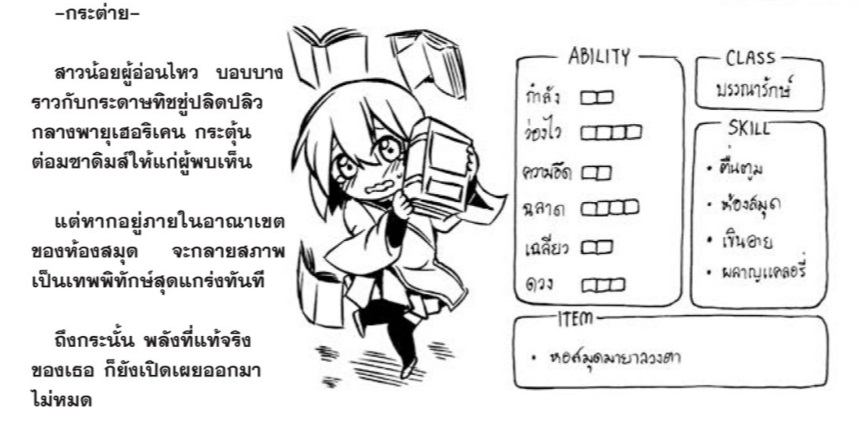 –กระต่าย–
สาวน้อยผู้อ่อนไหว บอบบาง
ราวกับกระดาษทิชชู่ปลิดปลิว
กลางพายุเฮอริเคน กระตุ้น
ต่อมซาดิมส์ให้แก่ผู้พบเห็น
แต่หากอยู่ภายในอาณาเขต
ของห้องสมุด จะกลายสภาพ
เป็นเทพพิทักษ์สุดแกร่งทันที
ถึงกระนั้น พลังที่แท้จริง
ของเธอ ก็ยังเปิดเผยออกมา
ไม่หมด
ABILITY
กำลัง
ว่องไว
ความอึด
ฉลาด
เฉลียว
ดวง
CLASS
บรรณารักษ์
SKILL
• ตื่นตูม
• ห้องสมุด
• เขินอาย
• ผลาญแคลอรี่
ITEM
• หอสมุดมายาลวงตา